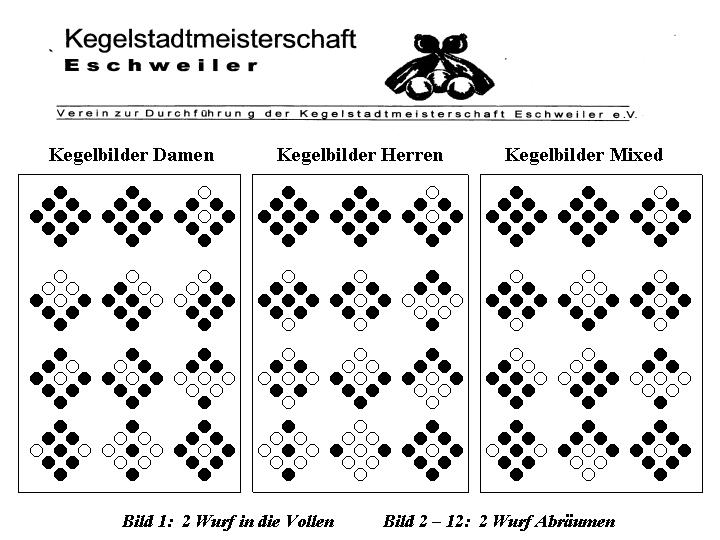 Kegelstadtmeisterschaft
Eschweiler
Verein zur Durchführung der Kegelstadtmeisterschaft Eschweiler e.V.
Kegelbilder Damen Kegelbilder Herren Kegelbilder Mixed
Bild 1: 2 Wurf in die Vollen Bild 2 – 12: 2 Wurf Abräumen